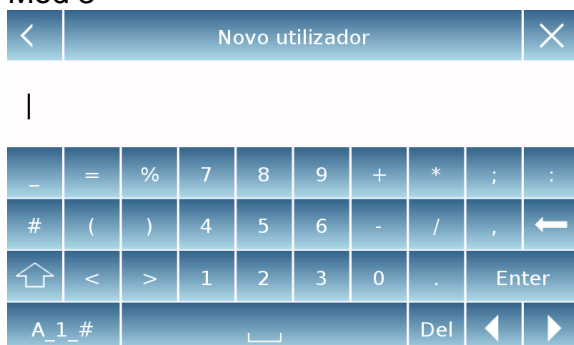 Novo utilizador
_ = % 7 8 9 + * ; :
# ( ) 4 5 6 - / ,
< > 1 2 3 0 . Enter
A_1_# Del